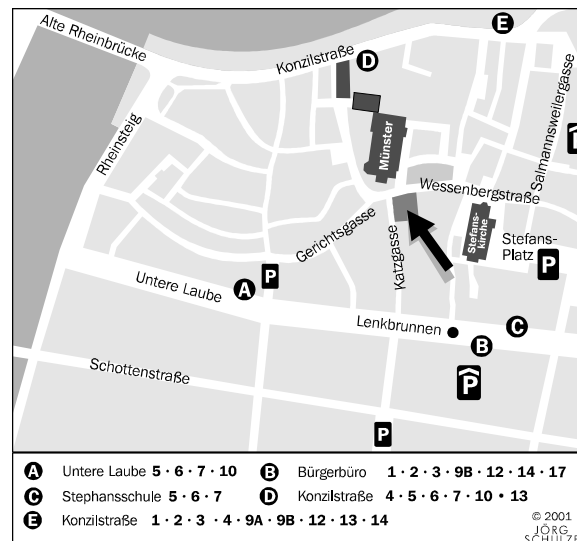 E
Alte Rheinbrücke
Konzilstraße
D
Rheinsteig
Salmannsweilergasse
Münster
Wessenbergstraße
Gerichtsgasse
Katzgasse
Stefans-
kirche
Stefans-
Platz
P
P
A
Untere Laube
Lenkbrunnen
C
B
Schottenstraße
P
P
A Untere Laube 5 · 6 · 7 · 10 B Bürgerbüro 1 · 2 · 3 · 9B · 12 · 14 · 17
C Stephansschule 5 · 6 · 7 D Konzilstraße 4 · 5 · 6 · 7 · 10 • 13
E Konzilstraße 1 · 2 · 3 · 4 · 9A · 9B · 12 · 13 · 14
© 2001
JÖRG
SCHULZE